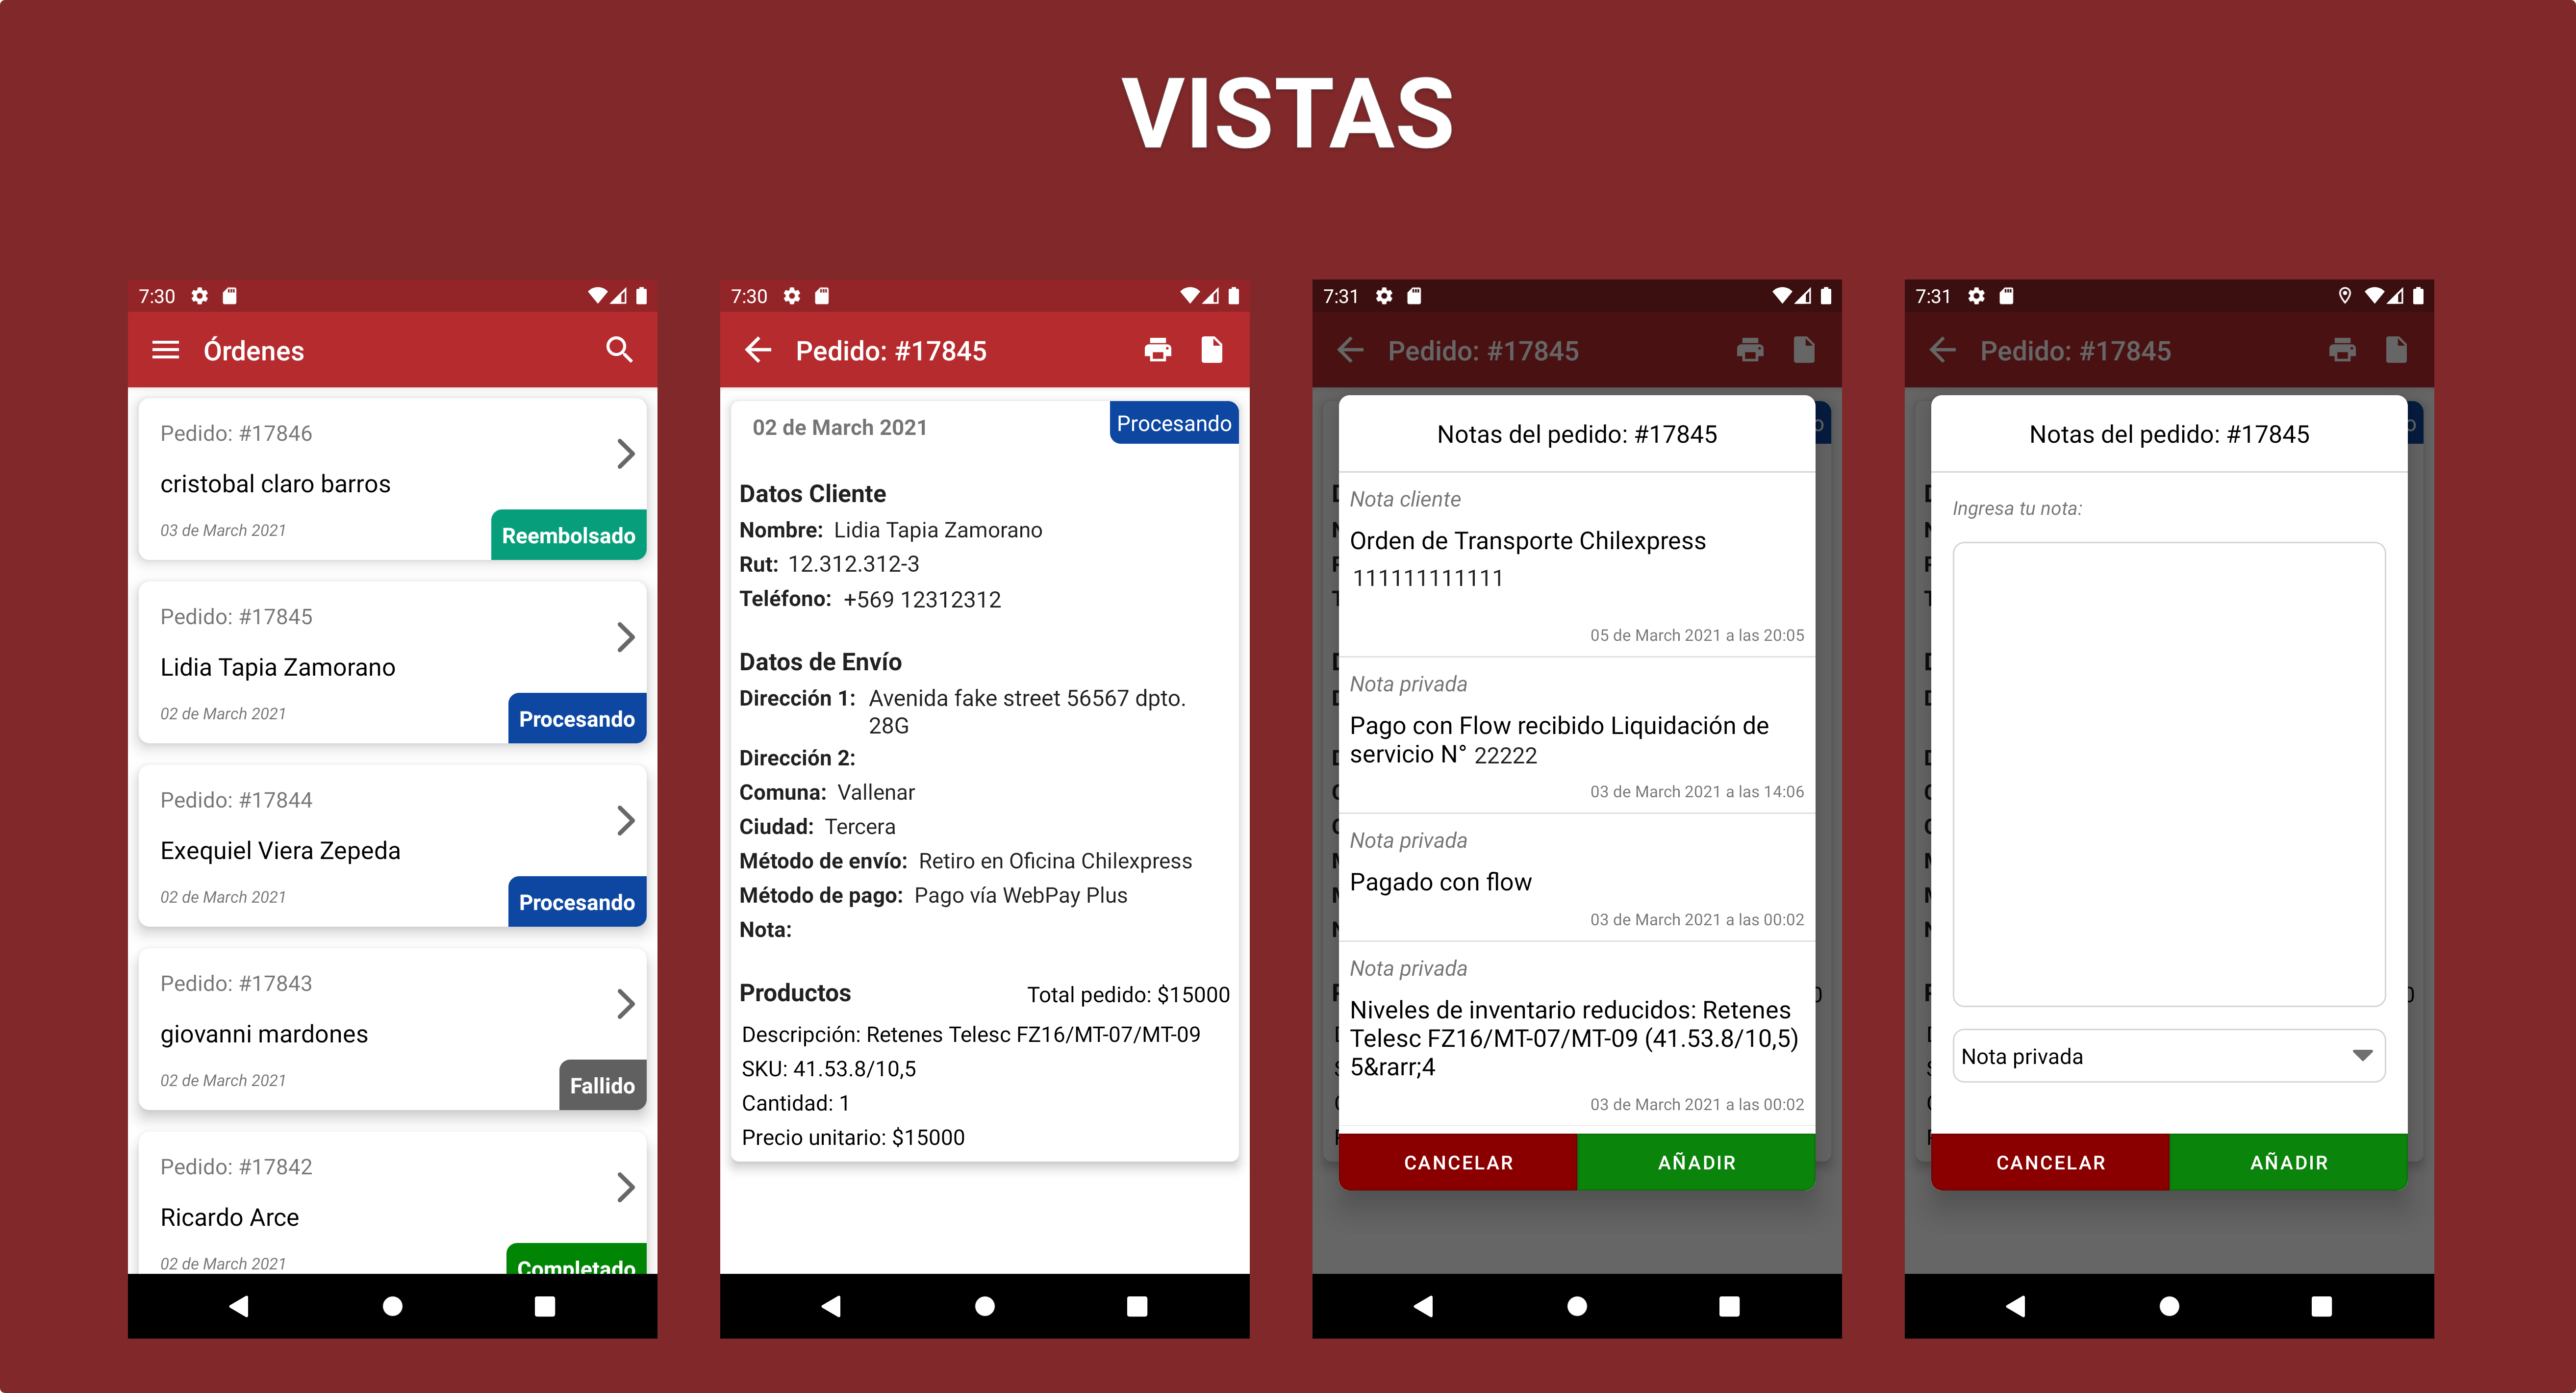 VISTAS
7:30
Órdenes
Pedido: #17846
cristobal claro barros
03 de March 2021
Reembolsado
Pedido: #17845
Lidia Tapia Zamorano
02 de March 2021
Procesando
Pedido: #17844
Exequiel Viera Zepeda
02 de March 2021
Procesando
Pedido: #17843
giovanni mardones
02 de March 2021
Fallido
Pedido: #17842
Ricardo Arce
02 de March 2021
Completado
7:30
Pedido: #17845
02 de March 2021
Procesando
Datos Cliente
Nombre: Lidia Tapia Zamorano
Rut: 12.312.312-3
Teléfono: +569 12312312
Datos de Envío
Dirección 1: Avenida fake street 56567 dpto.
28G
Dirección 2:
Comuna: Vallenar
Ciudad: Tercera
Método de envío: Retiro en Oficina Chilexpress
Método de pago: Pago vía WebPay Plus
Nota:
Productos
Total pedido: $15000
Descripción: Retenes Telesc FZ16/MT-07/MT-09
SKU: 41.53.8/10,5
Cantidad: 1
Precio unitario: $15000
7:31
Pedido: #17845
Notas del pedido: #17845
Nota cliente
Orden de Transporte Chilexpress
111111111111
05 de March 2021 a las 20:05
Nota privada
Pago con Flow recibido Liquidación de
servicio N° 22222
03 de March 2021 a las 14:06
Nota privada
Pagado con flow
03 de March 2021 a las 00:02
Nota privada
Niveles de inventario reducidos: Retenes
Telesc FZ16/MT-07/MT-09 (41.53.8/10,5)
5&rarr;4
03 de March 2021 a las 00:02
CANCELAR
AÑADIR
7:31
Pedido: #17845
Notas del pedido: #17845
Ingresa tu nota:
Nota privada
CANCELAR
AÑADIR